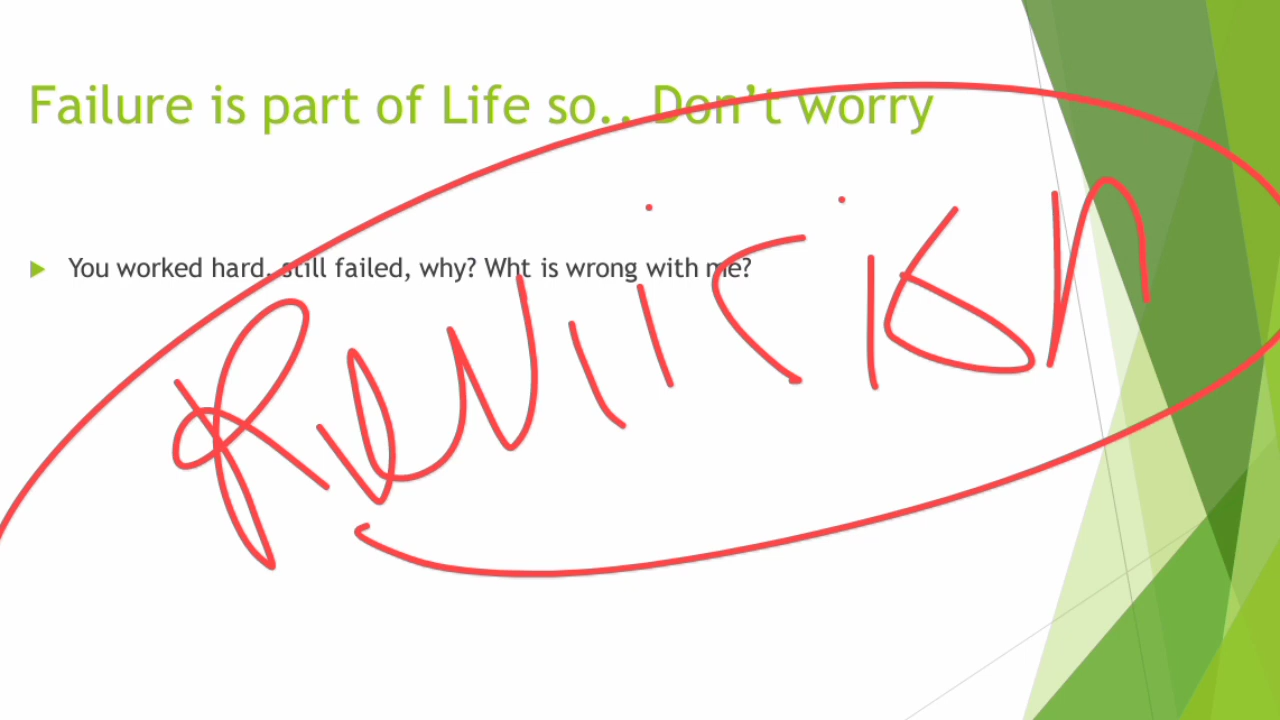 Failure is part of Life so.. Don't worry
You worked hard, still failed, why? Wht is wrong with me?
Revision